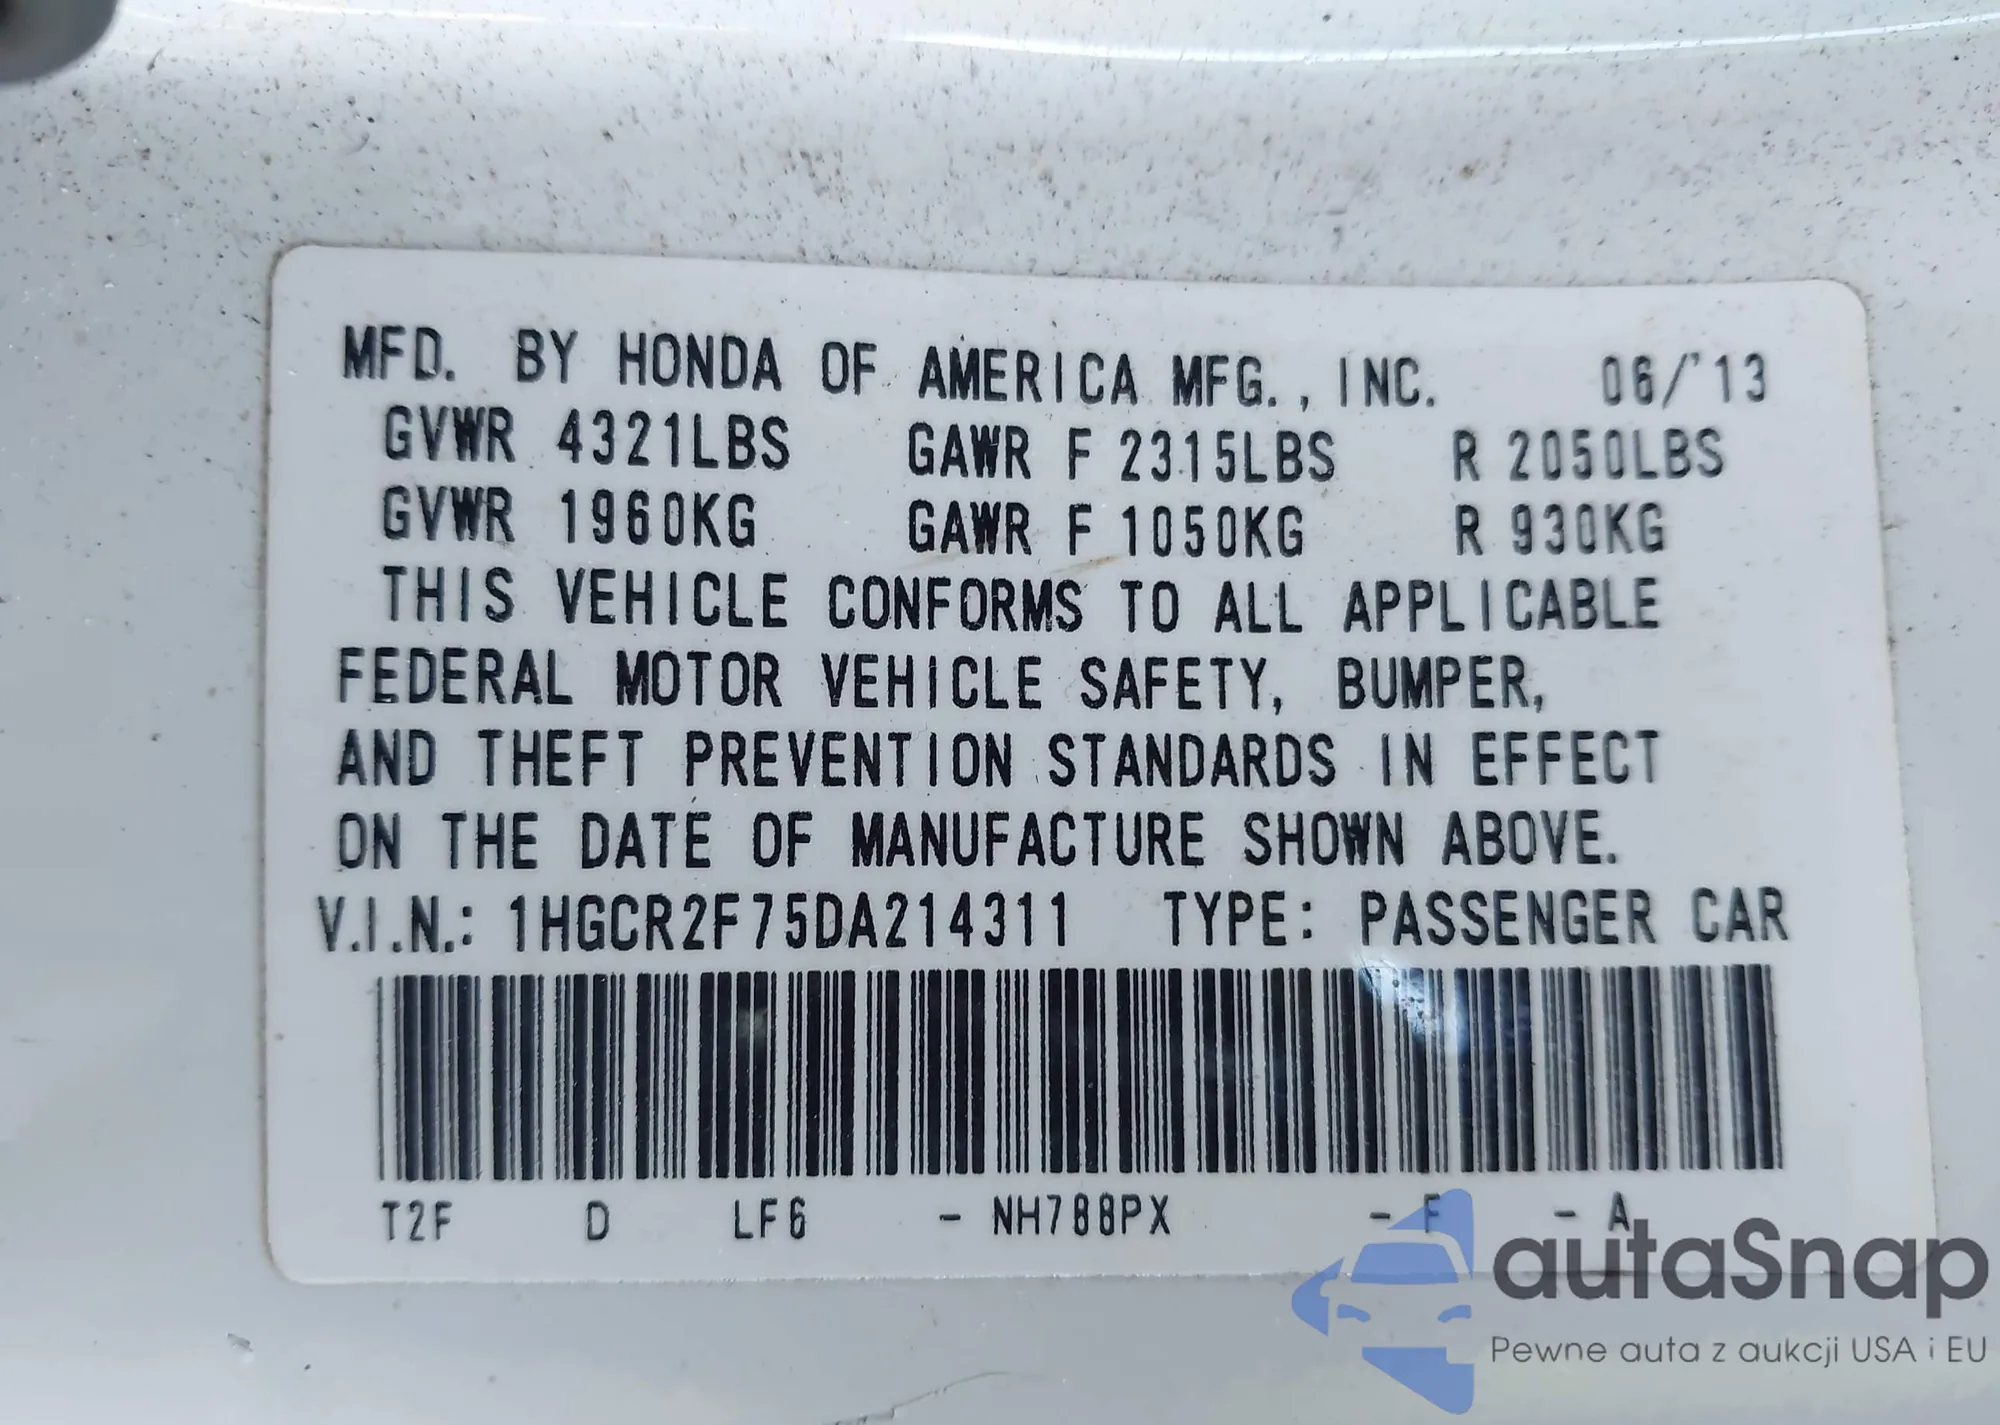 MFD. BY HONDA OF AMERICA MFG., INC. 06/'13
GVWR 4321LBS GAWR F 2315LBS R 2050LBS
GVWR 1960KG GAWR F 1050KG R 930KG
THIS VEHICLE CONFORMS TO ALL APPLICABLE
FEDERAL MOTOR VEHICLE SAFETY, BUMPER,
AND THEFT PREVENTION STANDARDS IN EFFECT
ON THE DATE OF MANUFACTURE SHOWN ABOVE.
V.I.N.: 1HGCR2F75DA214311 TYPE: PASSENGER CAR
T2F D LF6 - NH788PX - F - A
autaSnap
Pewne auta z aukcji USA i EU